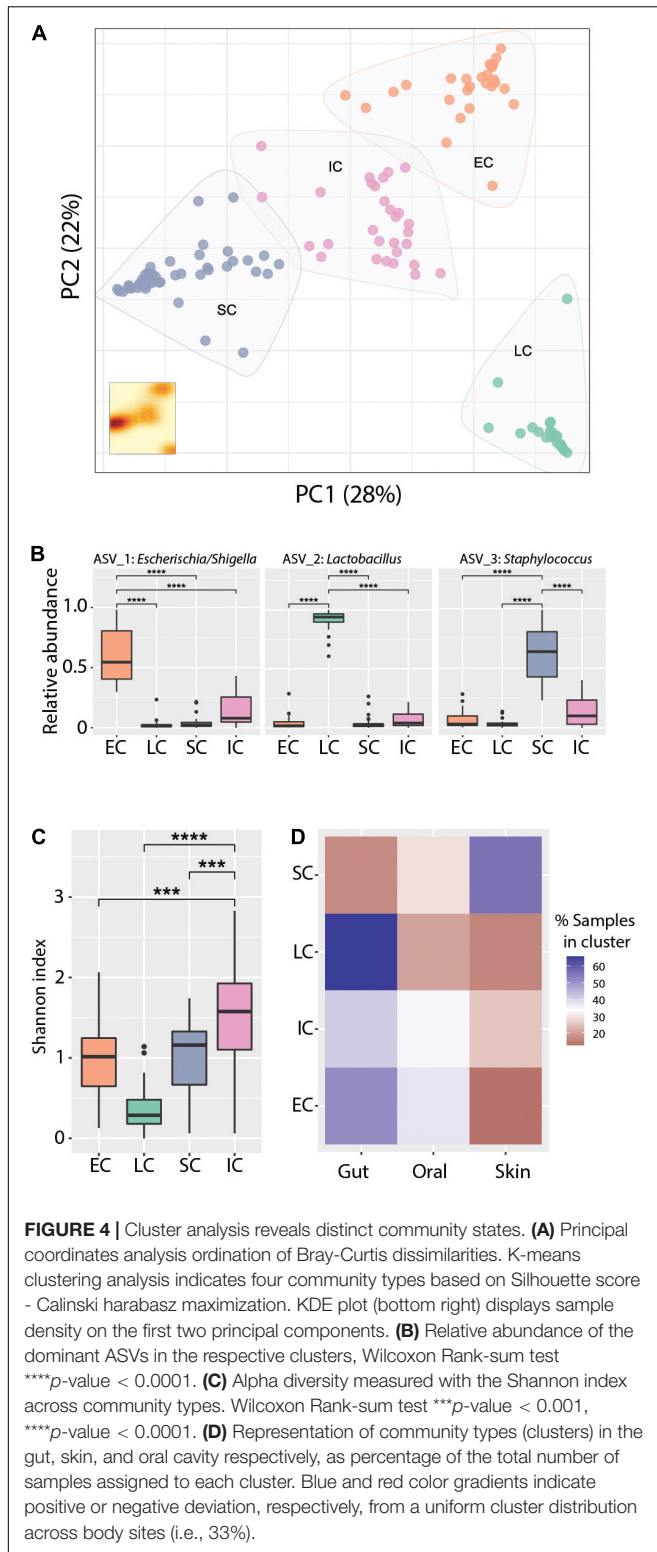 A
EC
IC
SC
LC
PC2 (22%)
PC1 (28%)
B
ASV_1: Escherischia/Shigella
ASV_2: Lactobacillus
ASV_3: Staphylococcus
****
****
****
****
****
****
****
****
****
Relative abundance
1.0
0.5
0
EC LC SC IC
EC LC SC IC
EC LC SC IC
C
****
***
***
Shannon index
3
2
1
0
EC LC SC IC
D
SC
LC
IC
EC
Gut Oral Skin
% Samples
in cluster
60
50
40
30
20
FIGURE 4 | Cluster analysis reveals distinct community states. (A) Principal
coordinates analysis ordination of Bray-Curtis dissimilarities. K-means
clustering analysis indicates four community types based on Silhouette score
- Calinski harabasz maximization. KDE plot (bottom right) displays sample
density on the first two principal components. (B) Relative abundance of the
dominant ASVs in the respective clusters, Wilcoxon Rank-sum test
****p-value < 0.0001. (C) Alpha diversity measured with the Shannon index
across community types. Wilcoxon Rank-sum test ***p-value < 0.001,
****p-value < 0.0001. (D) Representation of community types (clusters) in the
gut, skin, and oral cavity respectively, as percentage of the total number of
samples assigned to each cluster. Blue and red color gradients indicate
positive or negative deviation, respectively, from a uniform cluster distribution
across body sites (i.e., 33%).